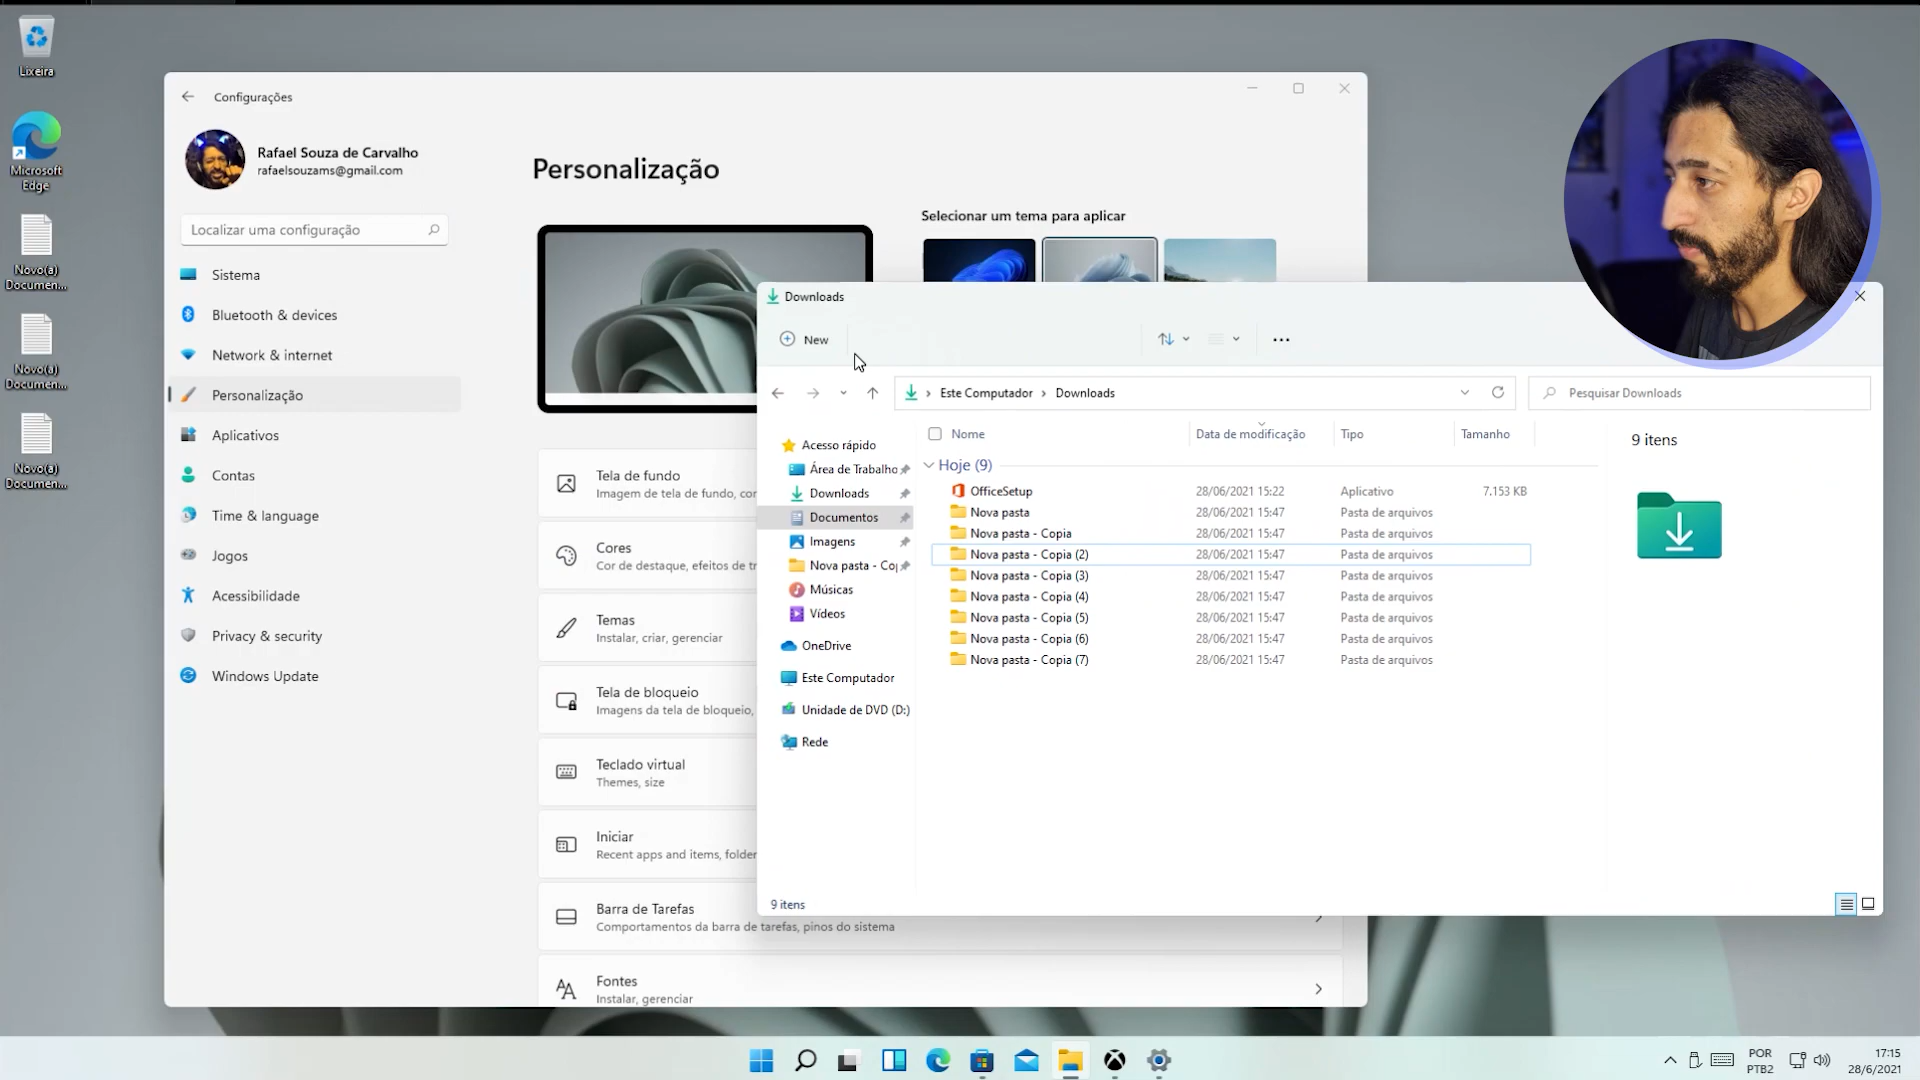 Lixeira
Microsoft
Edge
Novo(a)
Documen...
Novo(a)
Documen...
Novo(a)
Documen...
Configurações
Rafael Souza de Carvalho
rafaelsouzams@gmail.com
Localizar uma configuração
Sistema
Bluetooth & devices
Network & internet
Personalização
Aplicativos
Contas
Time & language
Jogos
Acessibilidade
Privacy & security
Windows Update
Personalização
Selecionar um tema para aplicar
Tela de fundo
Imagem de tela de fundo, cor
Cores
Cor de destaque, efeitos de tr
Temas
Instalar, criar, gerenciar
Tela de bloqueio
Imagens da tela de bloqueio,
Teclado virtual
Themes, size
Iniciar
Recent apps and items, folder
Barra de Tarefas
Comportamentos da barra de tarefas, pinos do sistema
Fontes
Instalar, gerenciar
Downloads
New
Este Computador > Downloads
Pesquisar Downloads
Acesso rápido
Área de Trabalho
Downloads
Documentos
Imagens
Nova pasta - Co
Músicas
Vídeos
OneDrive
Este Computador
Unidade de DVD (D:)
Rede
Nome Data de modificação Tipo Tamanho
Hoje (9)
OfficeSetup 28/06/2021 15:22 Aplicativo 7.153 KB
Nova pasta 28/06/2021 15:47 Pasta de arquivos
Nova pasta - Copia 28/06/2021 15:47 Pasta de arquivos
Nova pasta - Copia (2) 28/06/2021 15:47 Pasta de arquivos
Nova pasta - Copia (3) 28/06/2021 15:47 Pasta de arquivos
Nova pasta - Copia (4) 28/06/2021 15:47 Pasta de arquivos
Nova pasta - Copia (5) 28/06/2021 15:47 Pasta de arquivos
Nova pasta - Copia (6) 28/06/2021 15:47 Pasta de arquivos
Nova pasta - Copia (7) 28/06/2021 15:47 Pasta de arquivos
9 itens
9 itens
POR
PTB2
17:15
28/6/2021